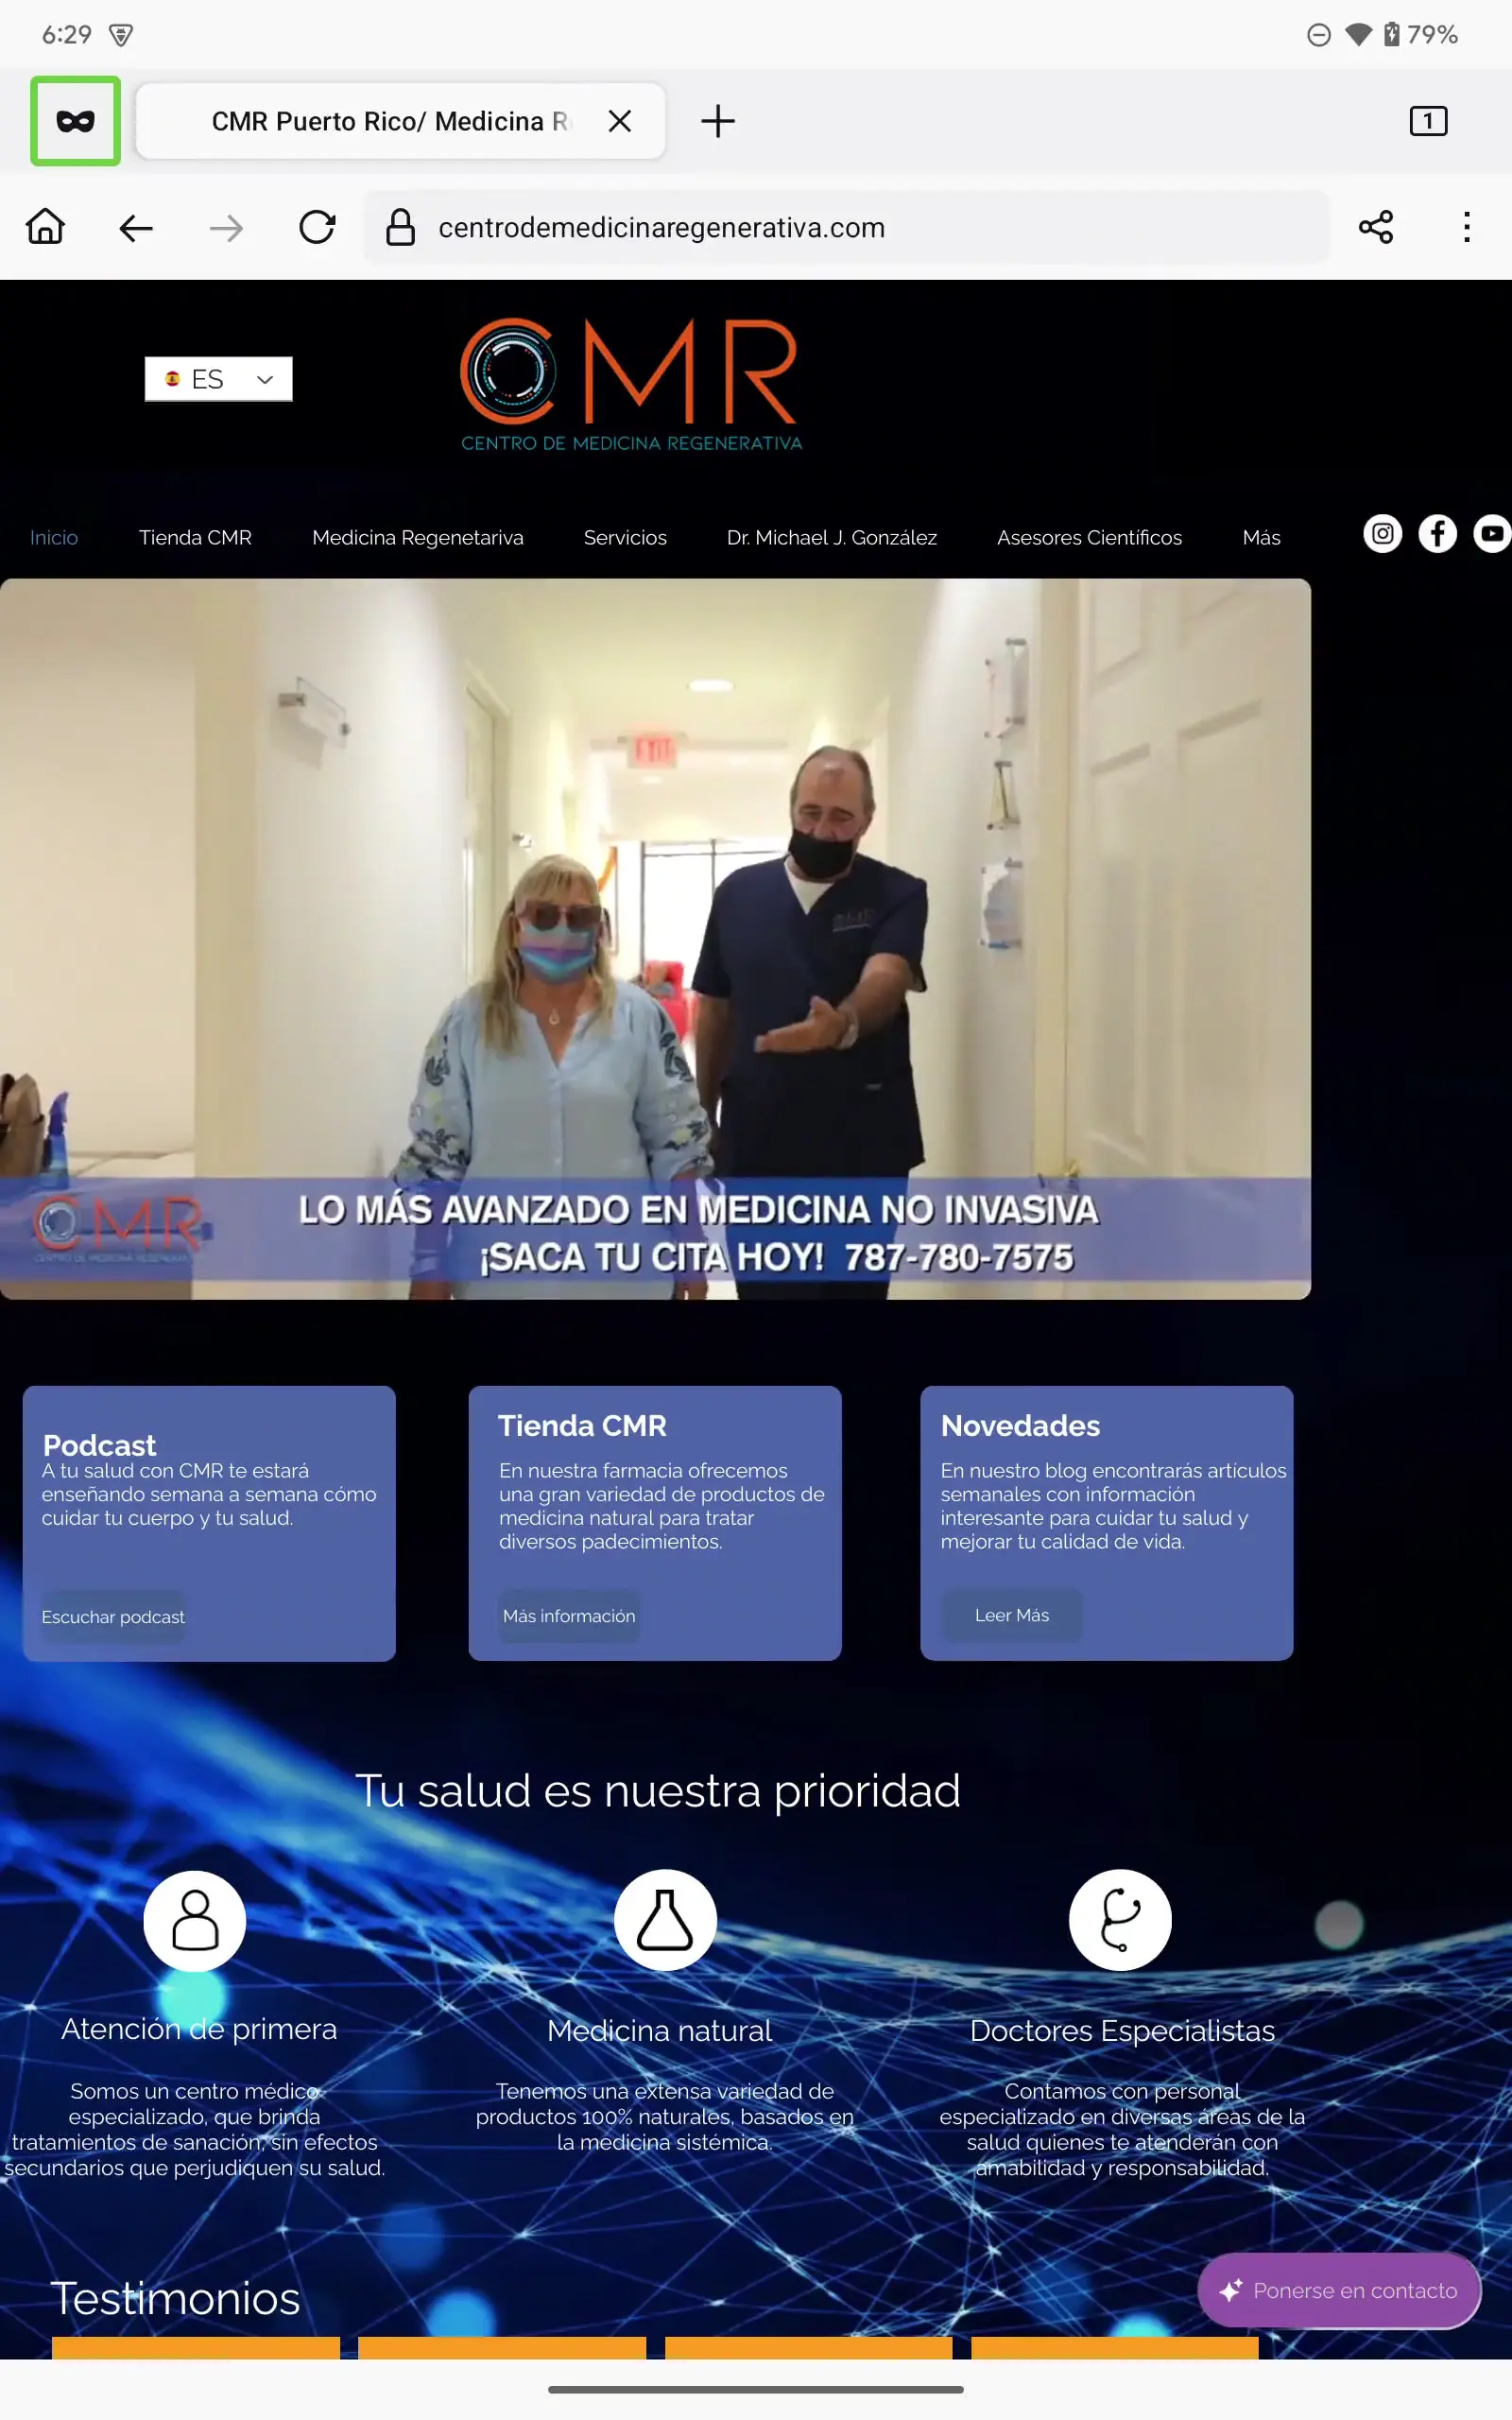 6:29
79%
CMR Puerto Rico/ Medicina R
1
centrodemedicinaregenerativa.com
ES
CMR
CENTRO DE MEDICINA REGENERATIVA
Inicio Tienda CMR Medicina Regenetariva Servicios Dr. Michael J. González Asesores Científicos Más
EXIT
CMR
LO MÁS AVANZADO EN MEDICINA NO INVASIVA
CMR
CENTRO DE MEDICINA REGENERATIVA
¡SACA TU CITA HOY! 787-780-7575
Podcast
A tu salud con CMR te estará
enseñando semana a semana cómo
cuidar tu cuerpo y tu salud.
Escuchar podcast
Tienda CMR
En nuestra farmacia ofrecemos
una gran variedad de productos de
medicina natural para tratar
diversos padecimientos.
Más información
Novedades
En nuestro blog encontrarás artículos
semanales con información
interesante para cuidar tu salud y
mejorar tu calidad de vida.
Leer Más
Tu salud es nuestra prioridad
Atención de primera
Somos un centro médico
especializado, que brinda
tratamientos de sanación, sin efectos
secundarios que perjudiquen su salud.
Medicina natural
Tenemos una extensa variedad de
productos 100% naturales, basados en
la medicina sistémica.
Doctores Especialistas
Contamos con personal
especializado en diversas áreas de la
salud quienes te atenderán con
amabilidad y responsabilidad.
Testimonios
Ponerse en contacto